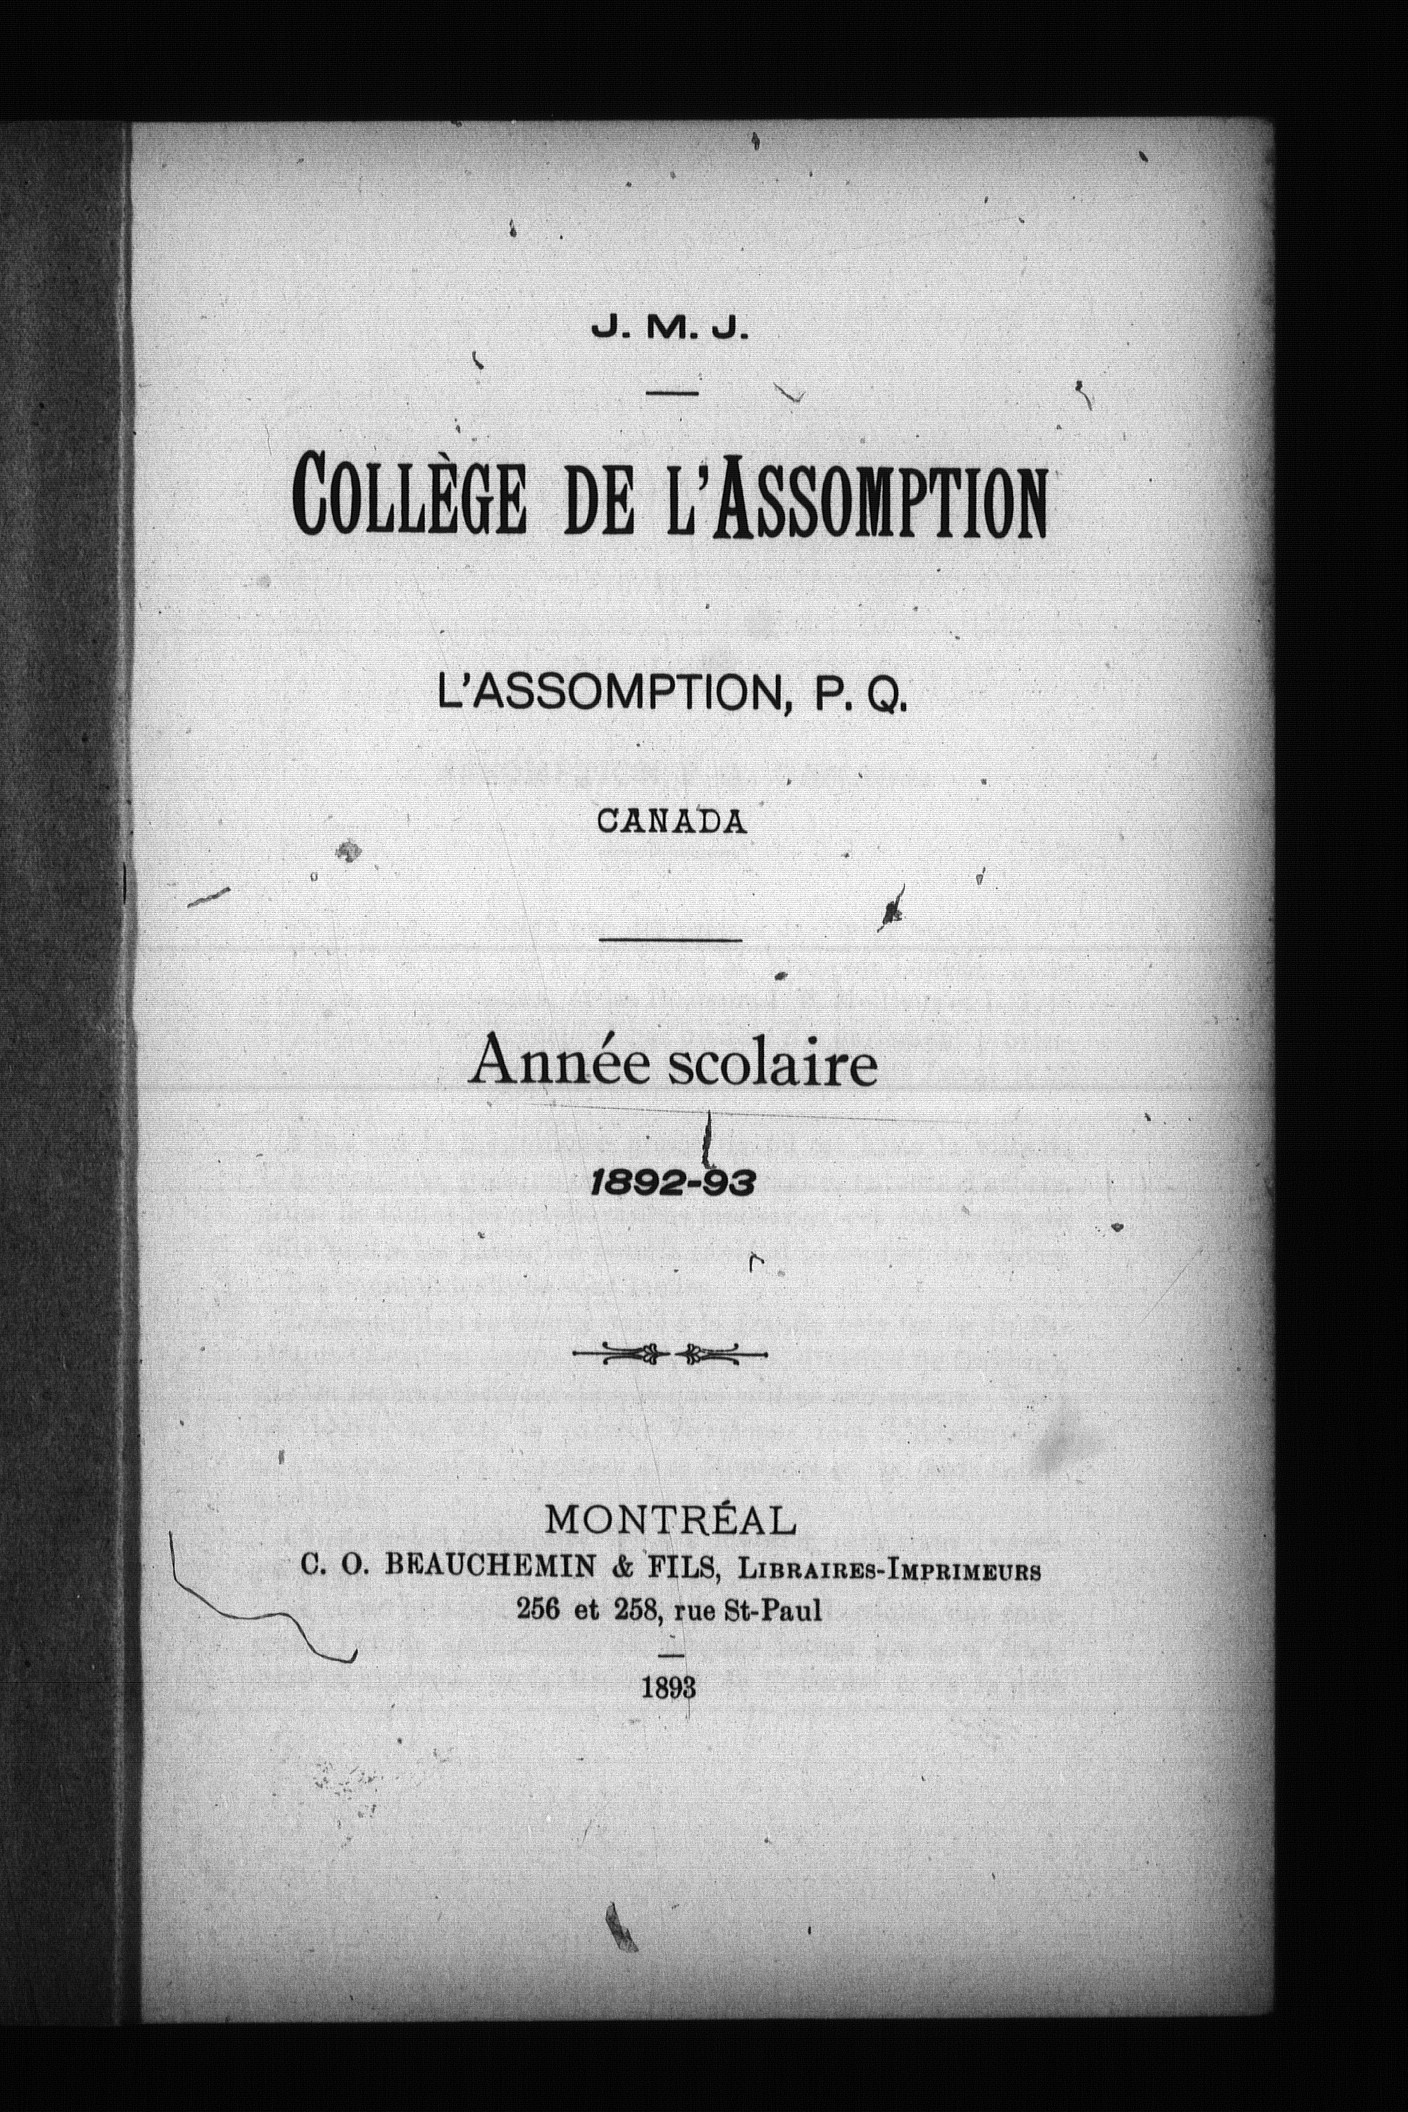 J. M. J.
COLLÈGE DE L'ASSOMPTION
L'ASSOMPTION, P. Q.
CANADA
Année scolaire
1892-93
MONTRÉAL
C. O. BEAUCHEMIN & FILS, LIBRAIRES-IMPRIMEURS
256 et 258, rue St-Paul
1893